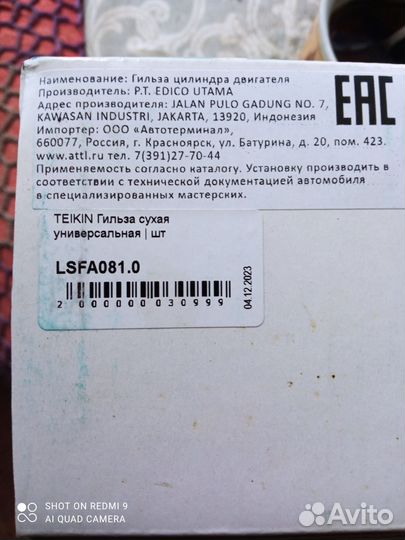 Наименование: Гильза цилиндра двигателя
Производитель: P.T. EDICO UTAMA
Адрес производителя: JALAN PULO GADUNG NO. 7,
KAWASAN INDUSTRI, JAKARTA, 13920, Индонезия
Импортер: ООО «Автотерминал»,
660077, Россия, г. Красноярск, ул. Батурина, д. 20, пом. 423.
www.attl.ru тел. 7(391)27-70-44
Применяемость согласно каталогу. Установку производить в
соответствии с технической документацией автомобиля
в специализированных мастерских.
EAC
TEIKIN Гильза сухая
универсальная | шт
LSFA081.0
2 000000 030999
04.12.2023
SHOT ON REDMI 9
AI QUAD CAMERA
Avito